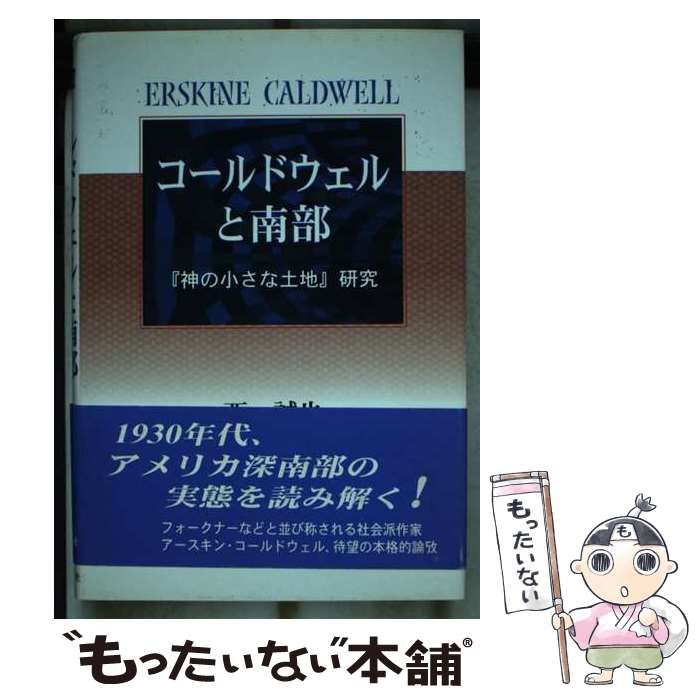 ERSKINE CALDWELL
コールドウェル
と南部
『神の小さな土地』研究
1930年代、
アメリカ深南部の
実態を読み解く!
フォークナーなどと並び称される社会派作家
アースキン・コールドウェル、待望の本格的論攷
もったいない
"もったいない本舗®